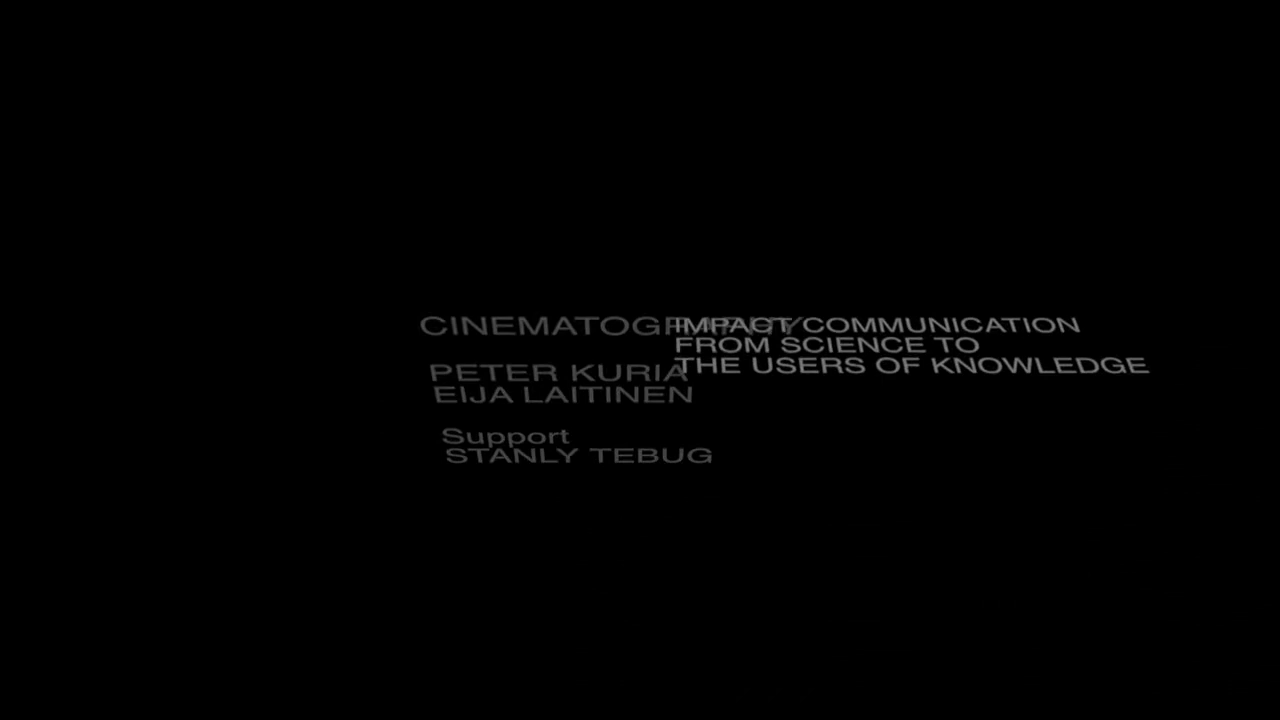 CINEMATOGRAPHY
PETER KURIA
EIJA LAITINEN
Support
STANLY TEBUG
IMPACT COMMUNICATION
FROM SCIENCE TO
THE USERS OF KNOWLEDGE